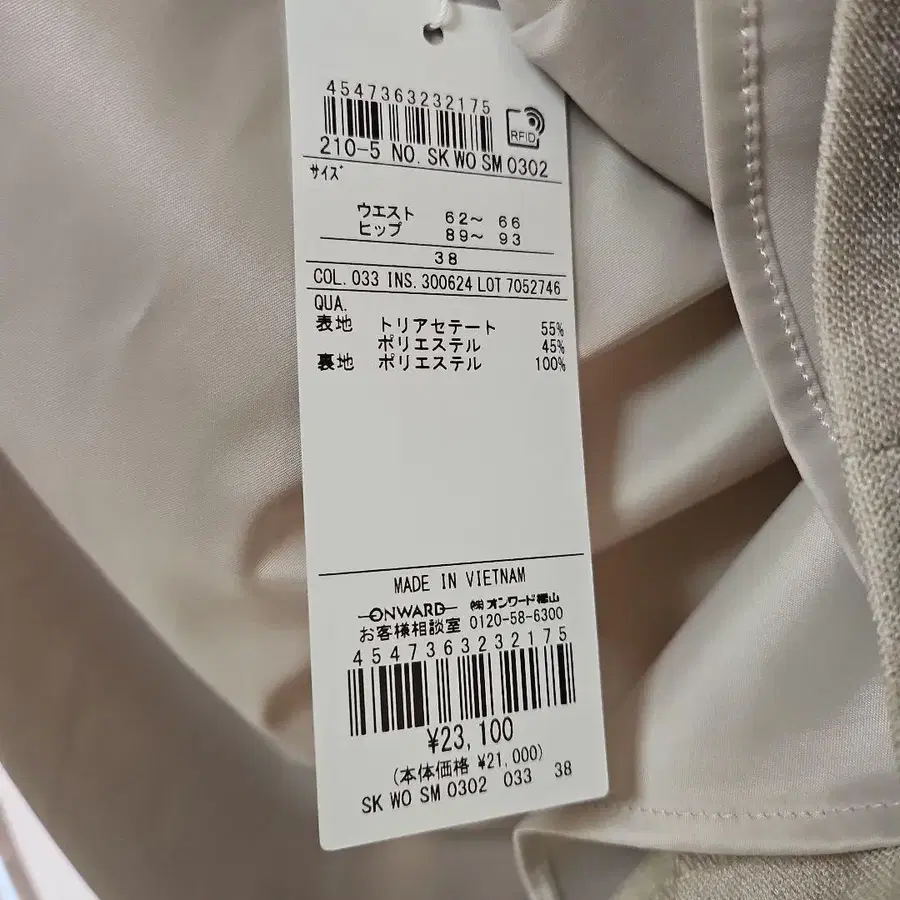 4547363232175
RFID
210-5 NO. SK WO SM 0302
サイズ
ウエスト 62～ 66
ヒップ 89～ 93
38
COL. 033 INS. 300624 LOT 7052746
QUA.
表地 トリアセテート 55%
ポリエステル 45%
裏地 ポリエステル 100%
MADE IN VIETNAM
ONWARD ㈱オンワード樫山
お客様相談室 0120-58-6300
4547363232175
¥23,100
(本体価格 ¥21,000)
SK WO SM 0302 033 38